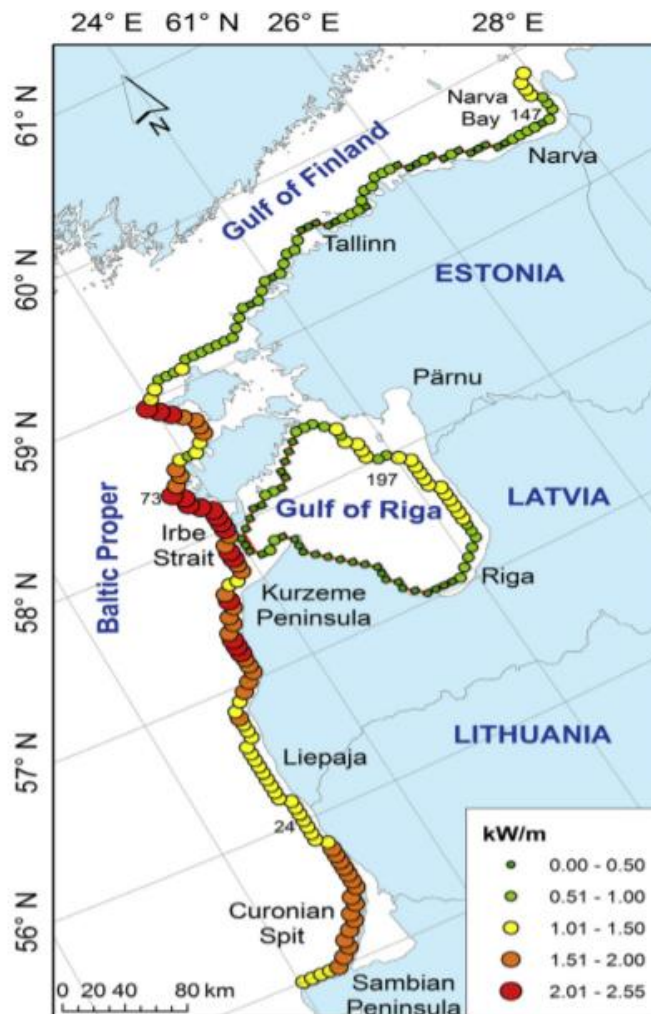 24° E 61° N 26° E 28° E
61° N
60° N
59° N
58° N
57° N
56° N
N
Narva
Bay
147
Narva
Gulf of Finland
Tallinn
ESTONIA
Pärnu
197
Gulf of Riga
LATVIA
73
Irbe
Strait
Baltic Proper
Riga
Kurzeme
Peninsula
Liepaja
LITHUANIA
24
Curonian
Spit
Sambian
Peninsula
0 20 40 80 km
kW/m
0.00 - 0.50
0.51 - 1.00
1.01 - 1.50
1.51 - 2.00
2.01 - 2.55